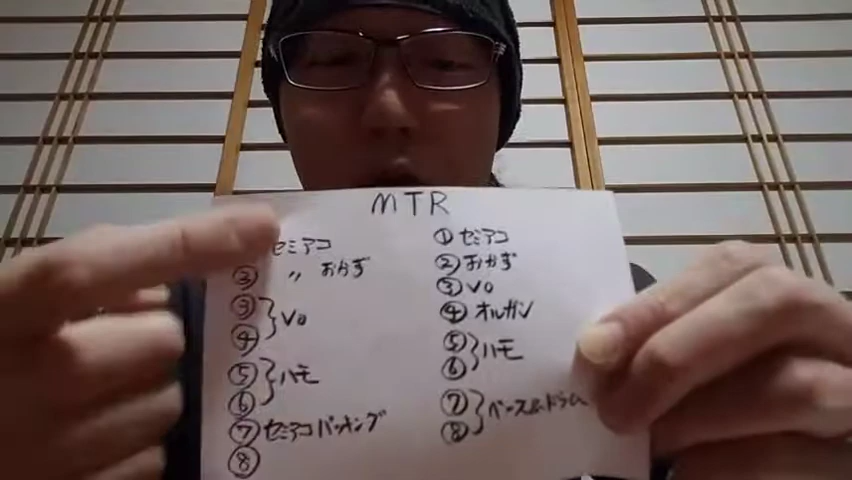 MTR
セミアコ
② 〃 おかず
③ } Vo
④
⑤ } ハモ
⑥
⑦ セミアコ バッキング
⑧
① セミアコ
② おかず
③ Vo
④ オルガン
⑤ } ハモ
⑥
⑦ } ベース&ドラム
⑧